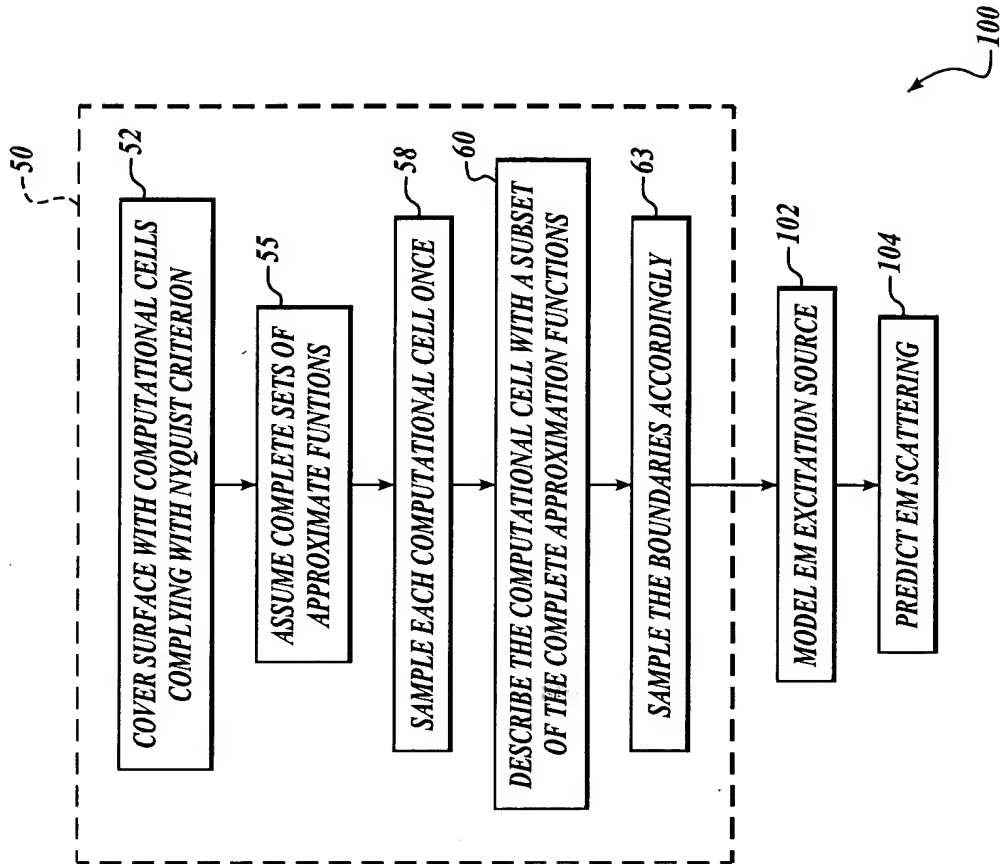 50
52
COVER SURFACE WITH COMPUTATIONAL CELLS
COMPLYING WITH NYQUIST CRITERION
55
ASSUME COMPLETE SETS OF
APPROXIMATE FUNTIONS
58
SAMPLE EACH COMPUTATIONAL CELL ONCE
60
DESCRIBE THE COMPUTATIONAL CELL WITH A SUBSET
OF THE COMPLETE APPROXIMATION FUNCTIONS
63
SAMPLE THE BOUNDARIES ACCORDINGLY
102
MODEL EM EXCITATION SOURCE
104
PREDICT EM SCATTERING
100